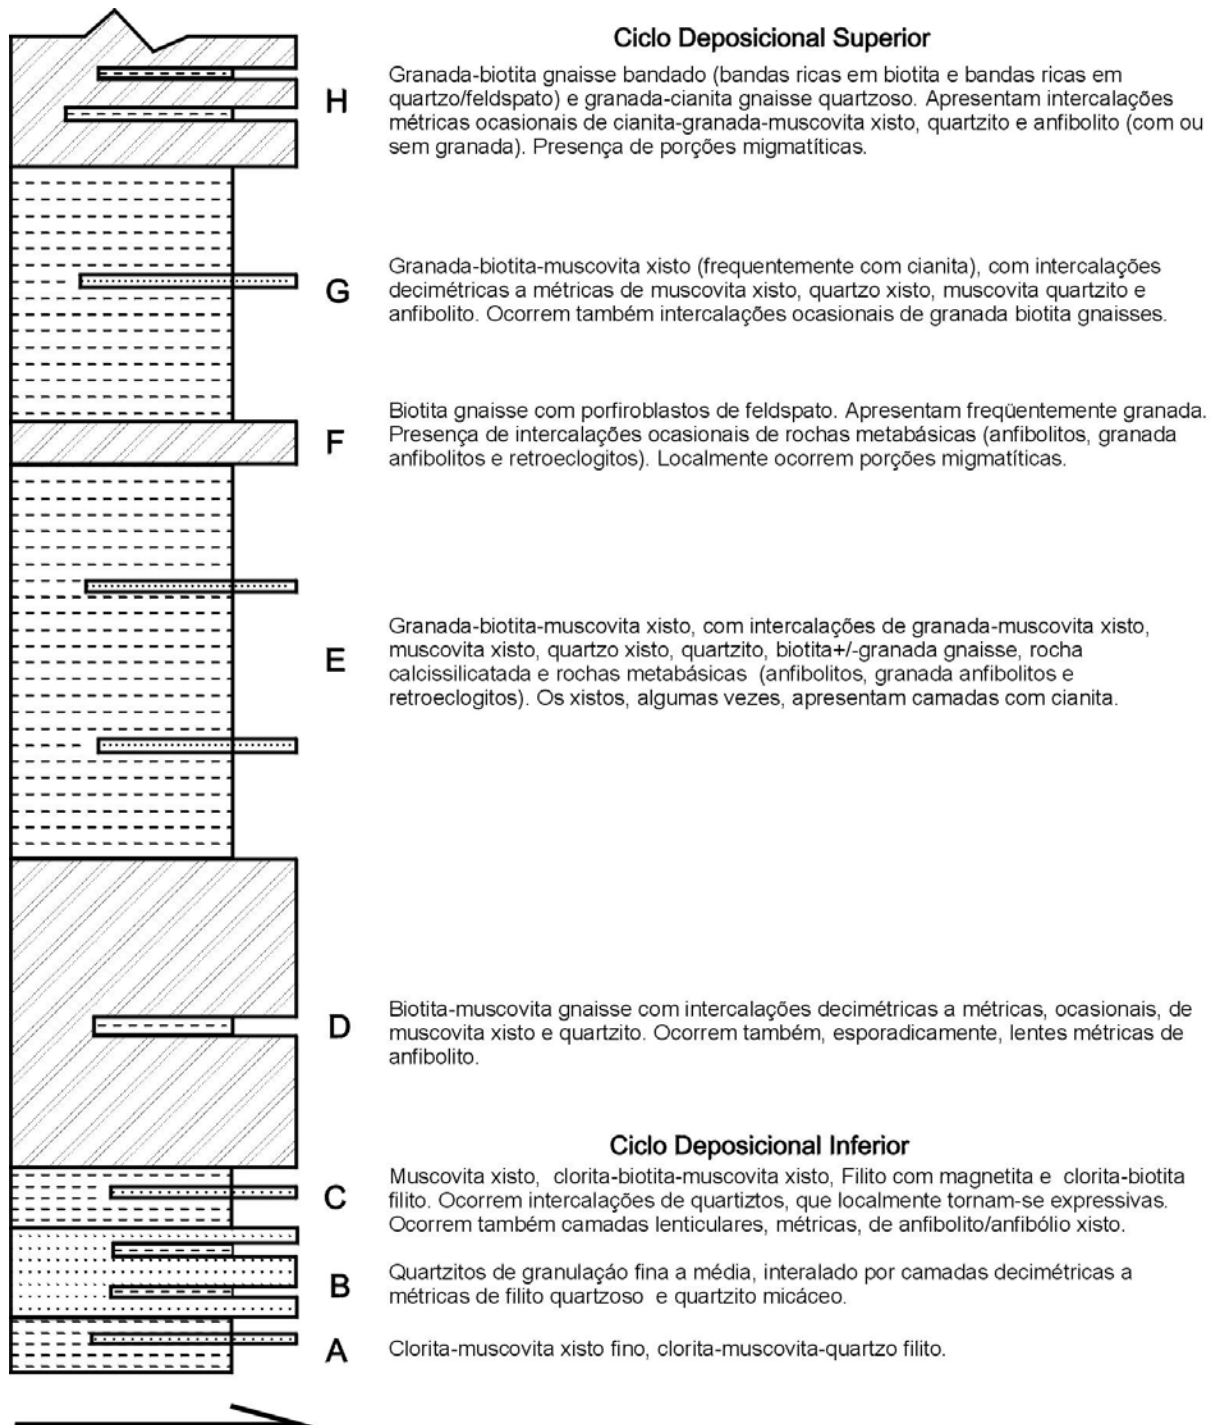 Ciclo Deposicional Superior
H
Granada-biotita gnaisse bandado (bandas ricas em biotita e bandas ricas em
quartzo/feldspato) e granada-cianita gnaisse quartzoso. Apresentam intercalações
métricas ocasionais de cianita-granada-muscovita xisto, quartzito e anfibolito (com ou
sem granada). Presença de porções migmatíticas.
G
Granada-biotita-muscovita xisto (frequentemente com cianita), com intercalações
decimétricas a métricas de muscovita xisto, quartzo xisto, muscovita quartzito e
anfibolito. Ocorrem também intercalações ocasionais de granada biotita gnaisses.
F
Biotita gnaisse com porfiroblastos de feldspato. Apresentam freqüentemente granada.
Presença de intercalações ocasionais de rochas metabásicas (anfibolitos, granada
anfibolitos e retroeclogitos). Localmente ocorrem porções migmatíticas.
E
Granada-biotita-muscovita xisto, com intercalações de granada-muscovita xisto,
muscovita xisto, quartzo xisto, quartzito, biotita+/-granada gnaisse, rocha
calcissilicatada e rochas metabásicas (anfibolitos, granada anfibolitos e
retroeclogitos). Os xistos, algumas vezes, apresentam camadas com cianita.
D
Biotita-muscovita gnaisse com intercalações decimétricas a métricas, ocasionais, de
muscovita xisto e quartzito. Ocorrem também, esporadicamente, lentes métricas de
anfibolito.
Ciclo Deposicional Inferior
C
Muscovita xisto, clorita-biotita-muscovita xisto, Filito com magnetita e clorita-biotita
filito. Ocorrem intercalações de quartiztos, que localmente tornam-se expressivas.
Ocorrem também camadas lenticulares, métricas, de anfibolito/anfibólio xisto.
B
Quartzitos de granulação fina a média, interalado por camadas decimétricas a
métricas de filito quartzoso e quartzito micáceo.
A
Clorita-muscovita xisto fino, clorita-muscovita-quartzo filito.